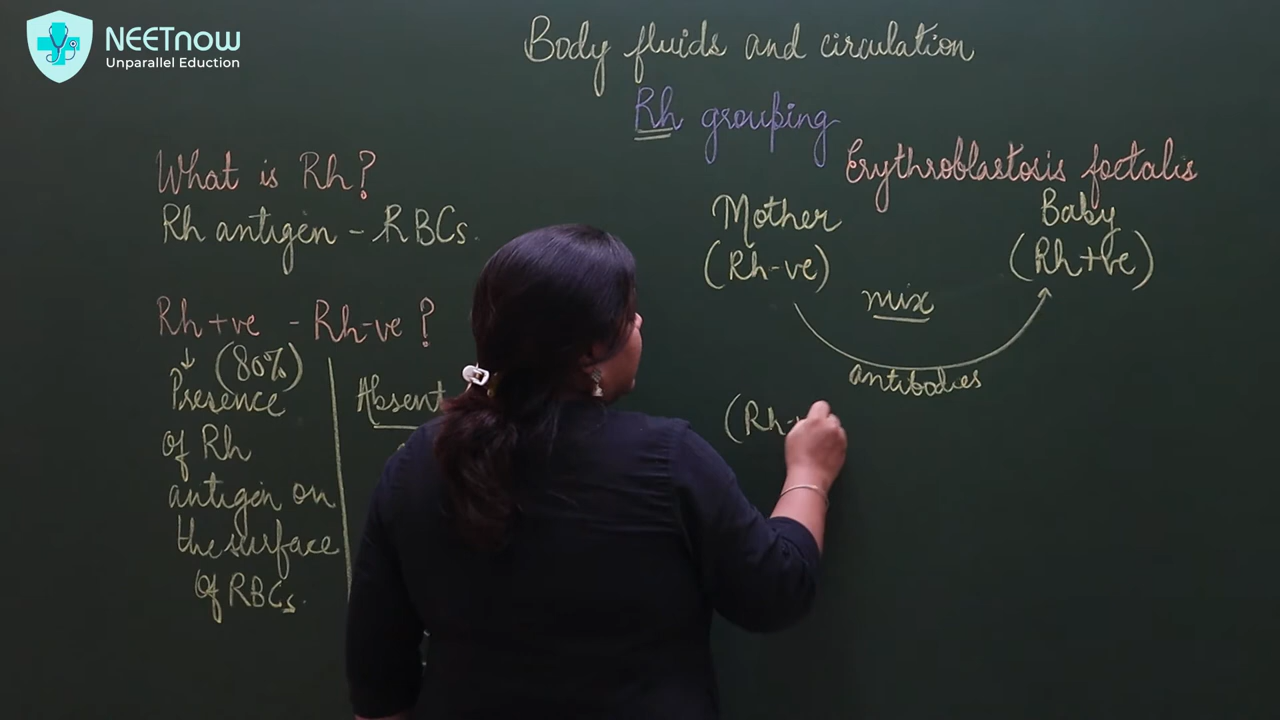 NEETnow
Unparallel Eduction
Body fluids and circulation
Rh grouping
What is Rh?
Rh antigen - RBCs.
Rh+ve - Rh-ve ?
(80%)
Presence
of Rh
antigen on
the surface
of RBCs.
Absent
Erythroblastosis foetalis
Mother
(Rh-ve)
Baby
(Rh+ve)
mix
antibodies
(Rh-